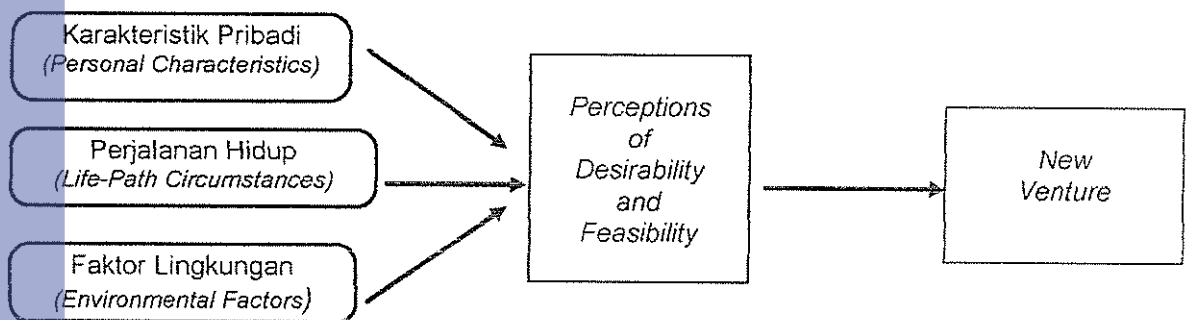 Karakteristik Pribadi
(Personal Characteristics)
Perjalanan Hidup
(Life-Path Circumstances)
Faktor Lingkungan
(Environmental Factors)
Perceptions
of
Desirability
and
Feasibility
New
Venture